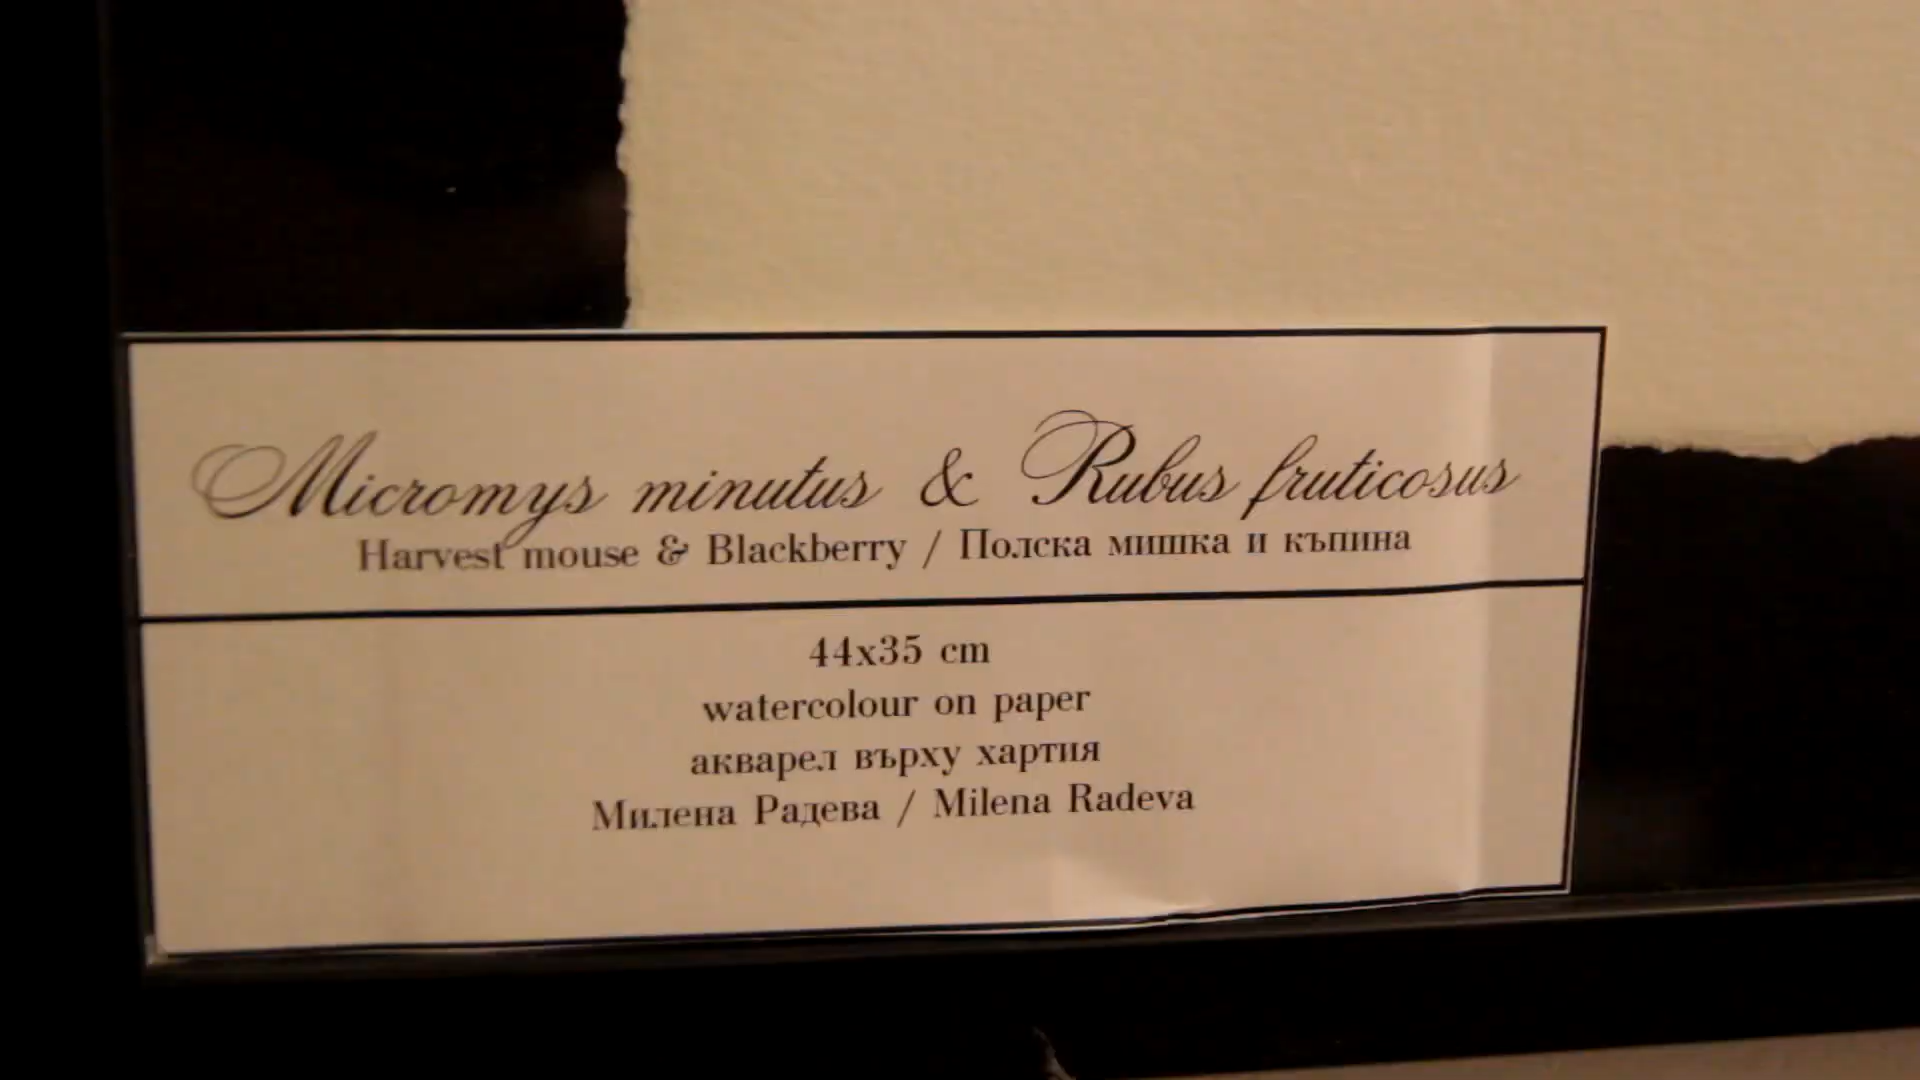 Micromys minutus & Rubus fruticosus
Harvest mouse & Blackberry / Полска мишка и къпина
44x35 cm
watercolour on paper
акварел върху хартия
Милена Радева / Milena Radeva